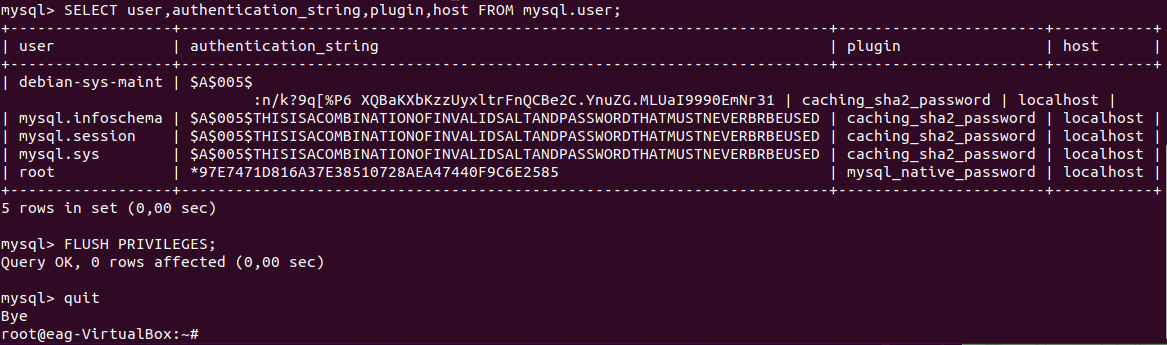 mysql> SELECT user,authentication_string,plugin,host FROM mysql.user;
+------------------+------------------------------------------------------------------------+-----------------------+-----------+
| user             | authentication_string                                                  | plugin                | host      |
+------------------+------------------------------------------------------------------------+-----------------------+-----------+
| debian-sys-maint | $A$005$
                            :n/k?9q[%P6 XQBaKXbKzzUyxltrFnQCBe2C.YnuZG.MLUaI9990EmNr31 | caching_sha2_password | localhost |
| mysql.infoschema | $A$005$THISISACOMBINATIONOFINVALIDSALTANDPASSWORDTHATMUSTNEVERBRBEUSED | caching_sha2_password | localhost |
| mysql.session    | $A$005$THISISACOMBINATIONOFINVALIDSALTANDPASSWORDTHATMUSTNEVERBRBEUSED | caching_sha2_password | localhost |
| mysql.sys        | $A$005$THISISACOMBINATIONOFINVALIDSALTANDPASSWORDTHATMUSTNEVERBRBEUSED | caching_sha2_password | localhost |
| root             | *97E7471D816A37E38510728AEA47440F9C6E2585                              | mysql_native_password | localhost |
+------------------+------------------------------------------------------------------------+-----------------------+-----------+
5 rows in set (0,00 sec)
mysql> FLUSH PRIVILEGES;
Query OK, 0 rows affected (0,00 sec)
mysql> quit
Bye
root@eag-VirtualBox:~#